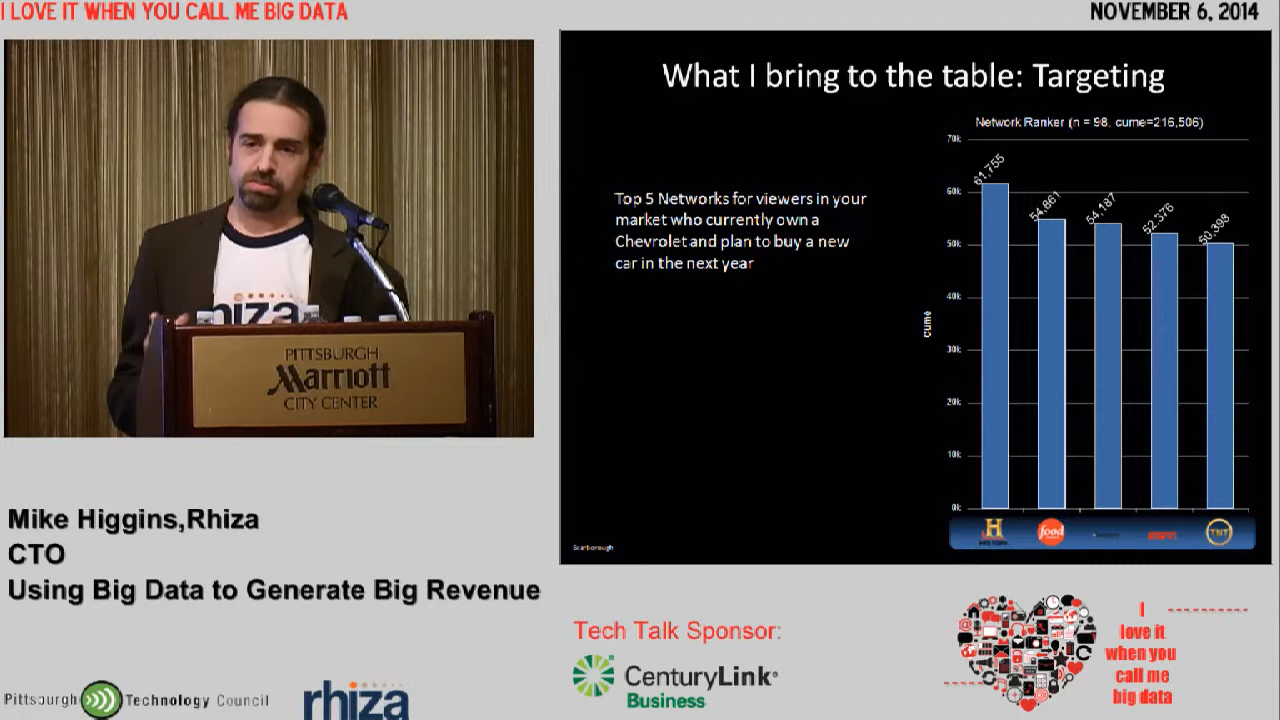 I LOVE IT WHEN YOU CALL ME BIG DATA
NOVEMBER 6, 2014
PITTSBURGH
Marriott
CITY CENTER
What I bring to the table: Targeting
Top 5 Networks for viewers in your
market who currently own a
Chevrolet and plan to buy a new
car in the next year
Network Ranker (n = 98, cume=216,506)
70k
60k
50k
40k
30k
20k
10k
0k
Cume
61,755
54,861
54,187
52,376
50,398
H
food
ESPN
TNT
Scarborough
Mike Higgins,Rhiza
CTO
Using Big Data to Generate Big Revenue
Pittsburgh Technology Council
rhiza
Tech Talk Sponsor:
CenturyLink®
Business
I
love it
when you
call me
big data